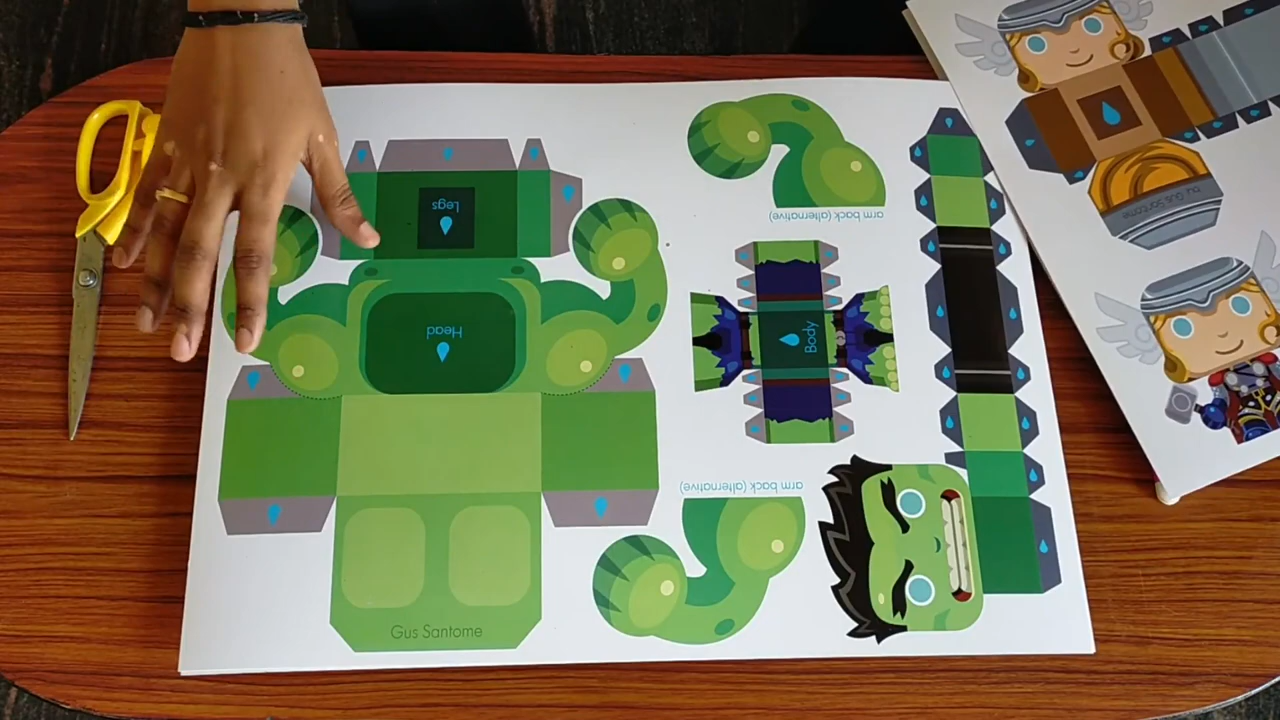 by Gus Santome
Legs
arm back (alternative)
Head
Body
arm back (alternative)
Gus Santome